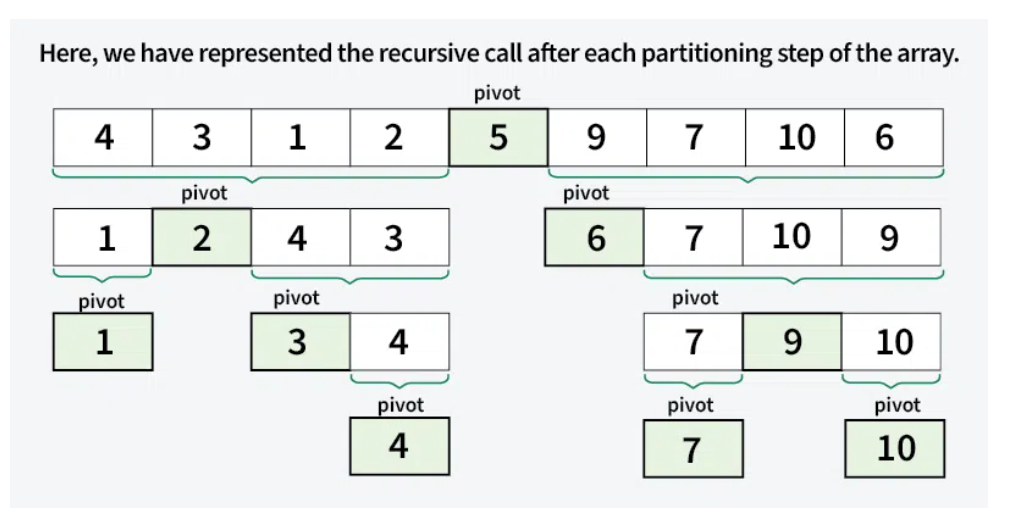 Here, we have represented the recursive call after each partitioning step of the array.
pivot
4 3 1 2 5 9 7 10 6
pivot pivot
1 2 4 3 6 7 10 9
pivot pivot pivot
1 3 4 7 9 10
pivot pivot pivot
4 7 10